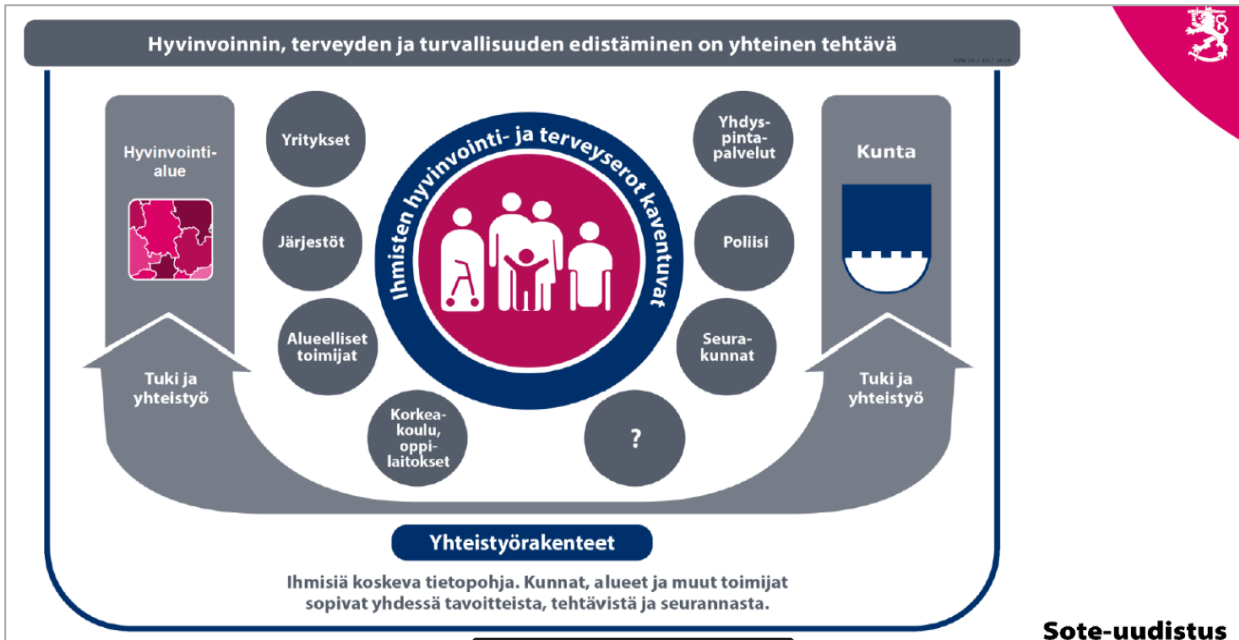 Hyvinvoinnin, terveyden ja turvallisuuden edistäminen on yhteinen tehtävä
Hyvinvointi-
alue
Yritykset
Järjestöt
Alueelliset
toimijat
Korkea-
koulu,
oppi-
laitokset
Ihmisten hyvinvointi- ja terveyserot kaventuvat
Yhdys-
pinta-
palvelut
Poliisi
Seura-
kunnat
?
Kunta
Tuki ja
yhteistyö
Tuki ja
yhteistyö
Yhteistyörakenteet
Ihmisiä koskeva tietopohja. Kunnat, alueet ja muut toimijat
sopivat yhdessä tavoitteista, tehtävistä ja seurannasta.
Sote-uudistus